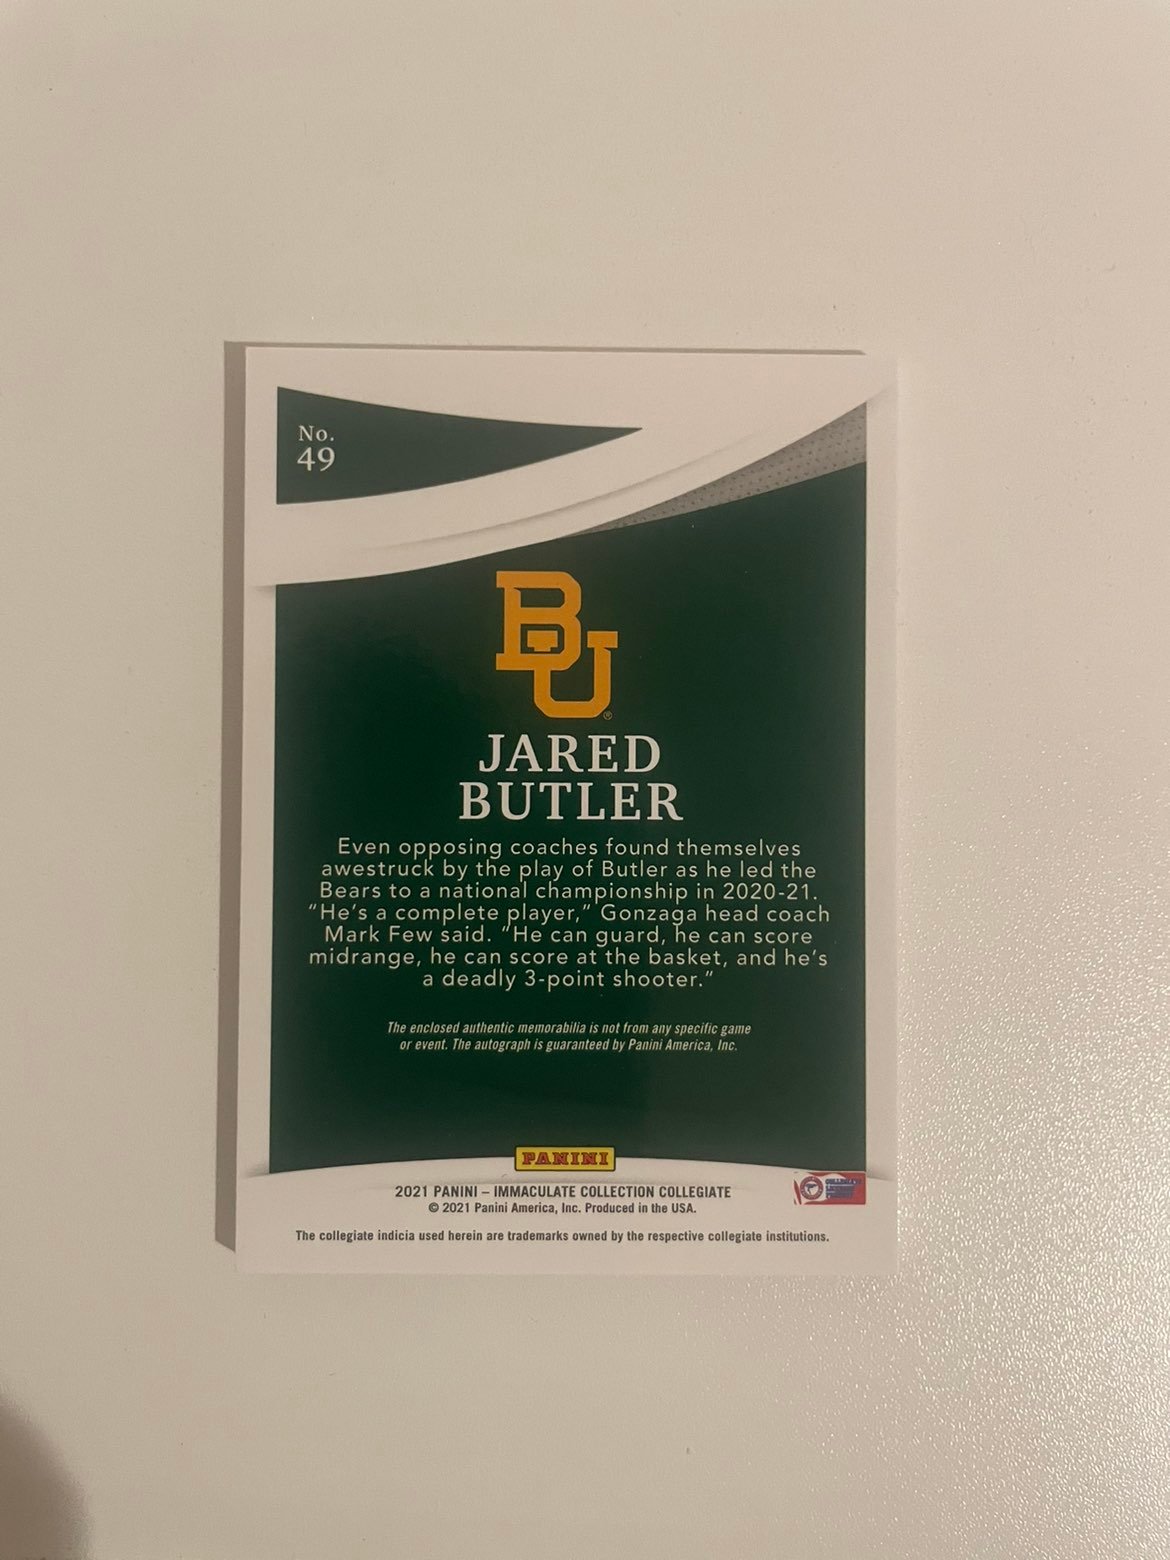 No.
49
BU
®
JARED
BUTLER
Even opposing coaches found themselves
awestruck by the play of Butler as he led the
Bears to a national championship in 2020-21.
“He’s a complete player,” Gonzaga head coach
Mark Few said. “He can guard, he can score
midrange, he can score at the basket, and he’s
a deadly 3-point shooter.”
The enclosed authentic memorabilia is not from any specific game
or event. The autograph is guaranteed by Panini America, Inc.
PANINI
2021 PANINI – IMMACULATE COLLECTION COLLEGIATE
© 2021 Panini America, Inc. Produced in the USA.
The collegiate indicia used herein are trademarks owned by the respective collegiate institutions.